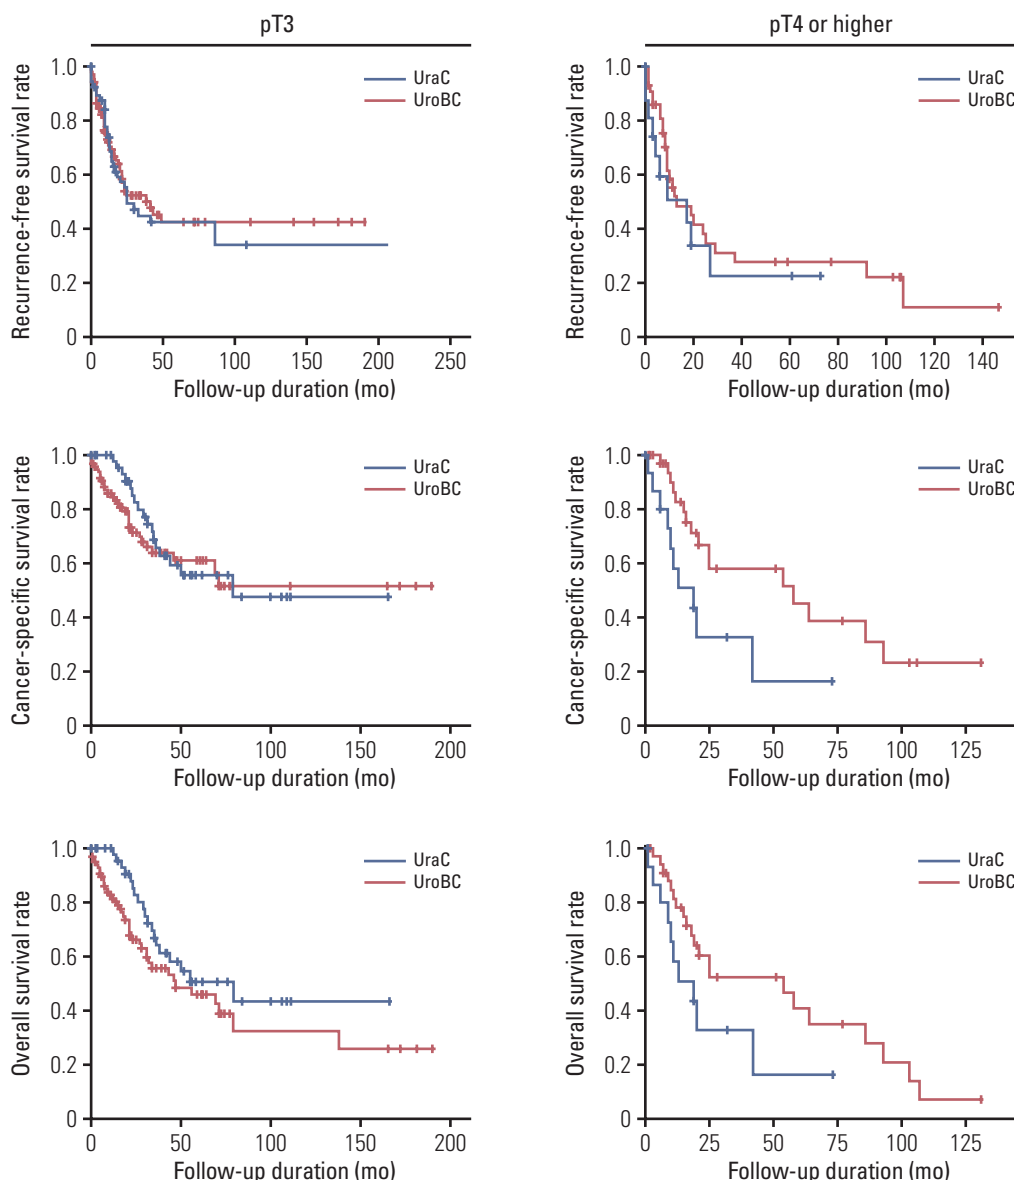 pT3
pT4 or higher
Recurrence-free survival rate
1.0
0.8
0.6
0.4
0.2
0
UraC
UroBC
0 50 100 150 200 250
Follow-up duration (mo)
Recurrence-free survival rate
1.0
0.8
0.6
0.4
0.2
0
UraC
UroBC
0 20 40 60 80 100 120 140
Follow-up duration (mo)
Cancer-specific survival rate
1.0
0.8
0.6
0.4
0.2
0
UraC
UroBC
0 50 100 150 200
Follow-up duration (mo)
Cancer-specific survival rate
1.0
0.8
0.6
0.4
0.2
0
UraC
UroBC
0 25 50 75 100 125
Follow-up duration (mo)
Overall survival rate
1.0
0.8
0.6
0.4
0.2
0
UraC
UroBC
0 50 100 150 200
Follow-up duration (mo)
Overall survival rate
1.0
0.8
0.6
0.4
0.2
0
UraC
UroBC
0 25 50 75 100 125
Follow-up duration (mo)